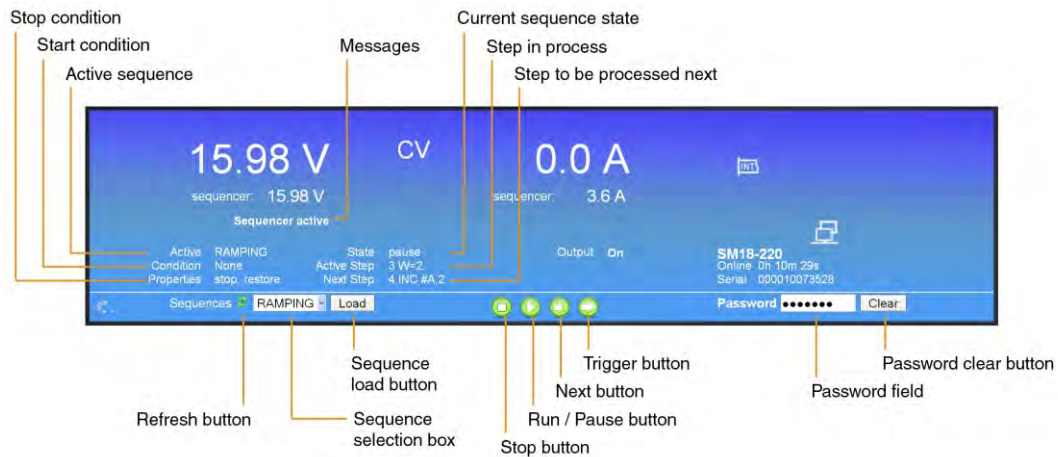 Stop condition
Start condition
Active sequence
Messages
Current sequence state
Step in process
Step to be processed next
15.98 V
CV
0.0 A
INT
sequencer: 15.98 V
sequencer: 3.6 A
Sequencer active
Active RAMPING
State pause
Output On
SM18-220
Condition None
Active Step 3 W=2
Online 0h 10m 29s
Properties stop, restore
Next Step 4 INC #A,2
Serial 000010073528
Sequences RAMPING Load
Password ●●●●●●● Clear
Refresh button
Sequence selection box
Sequence load button
Stop button
Run / Pause button
Next button
Trigger button
Password field
Password clear button